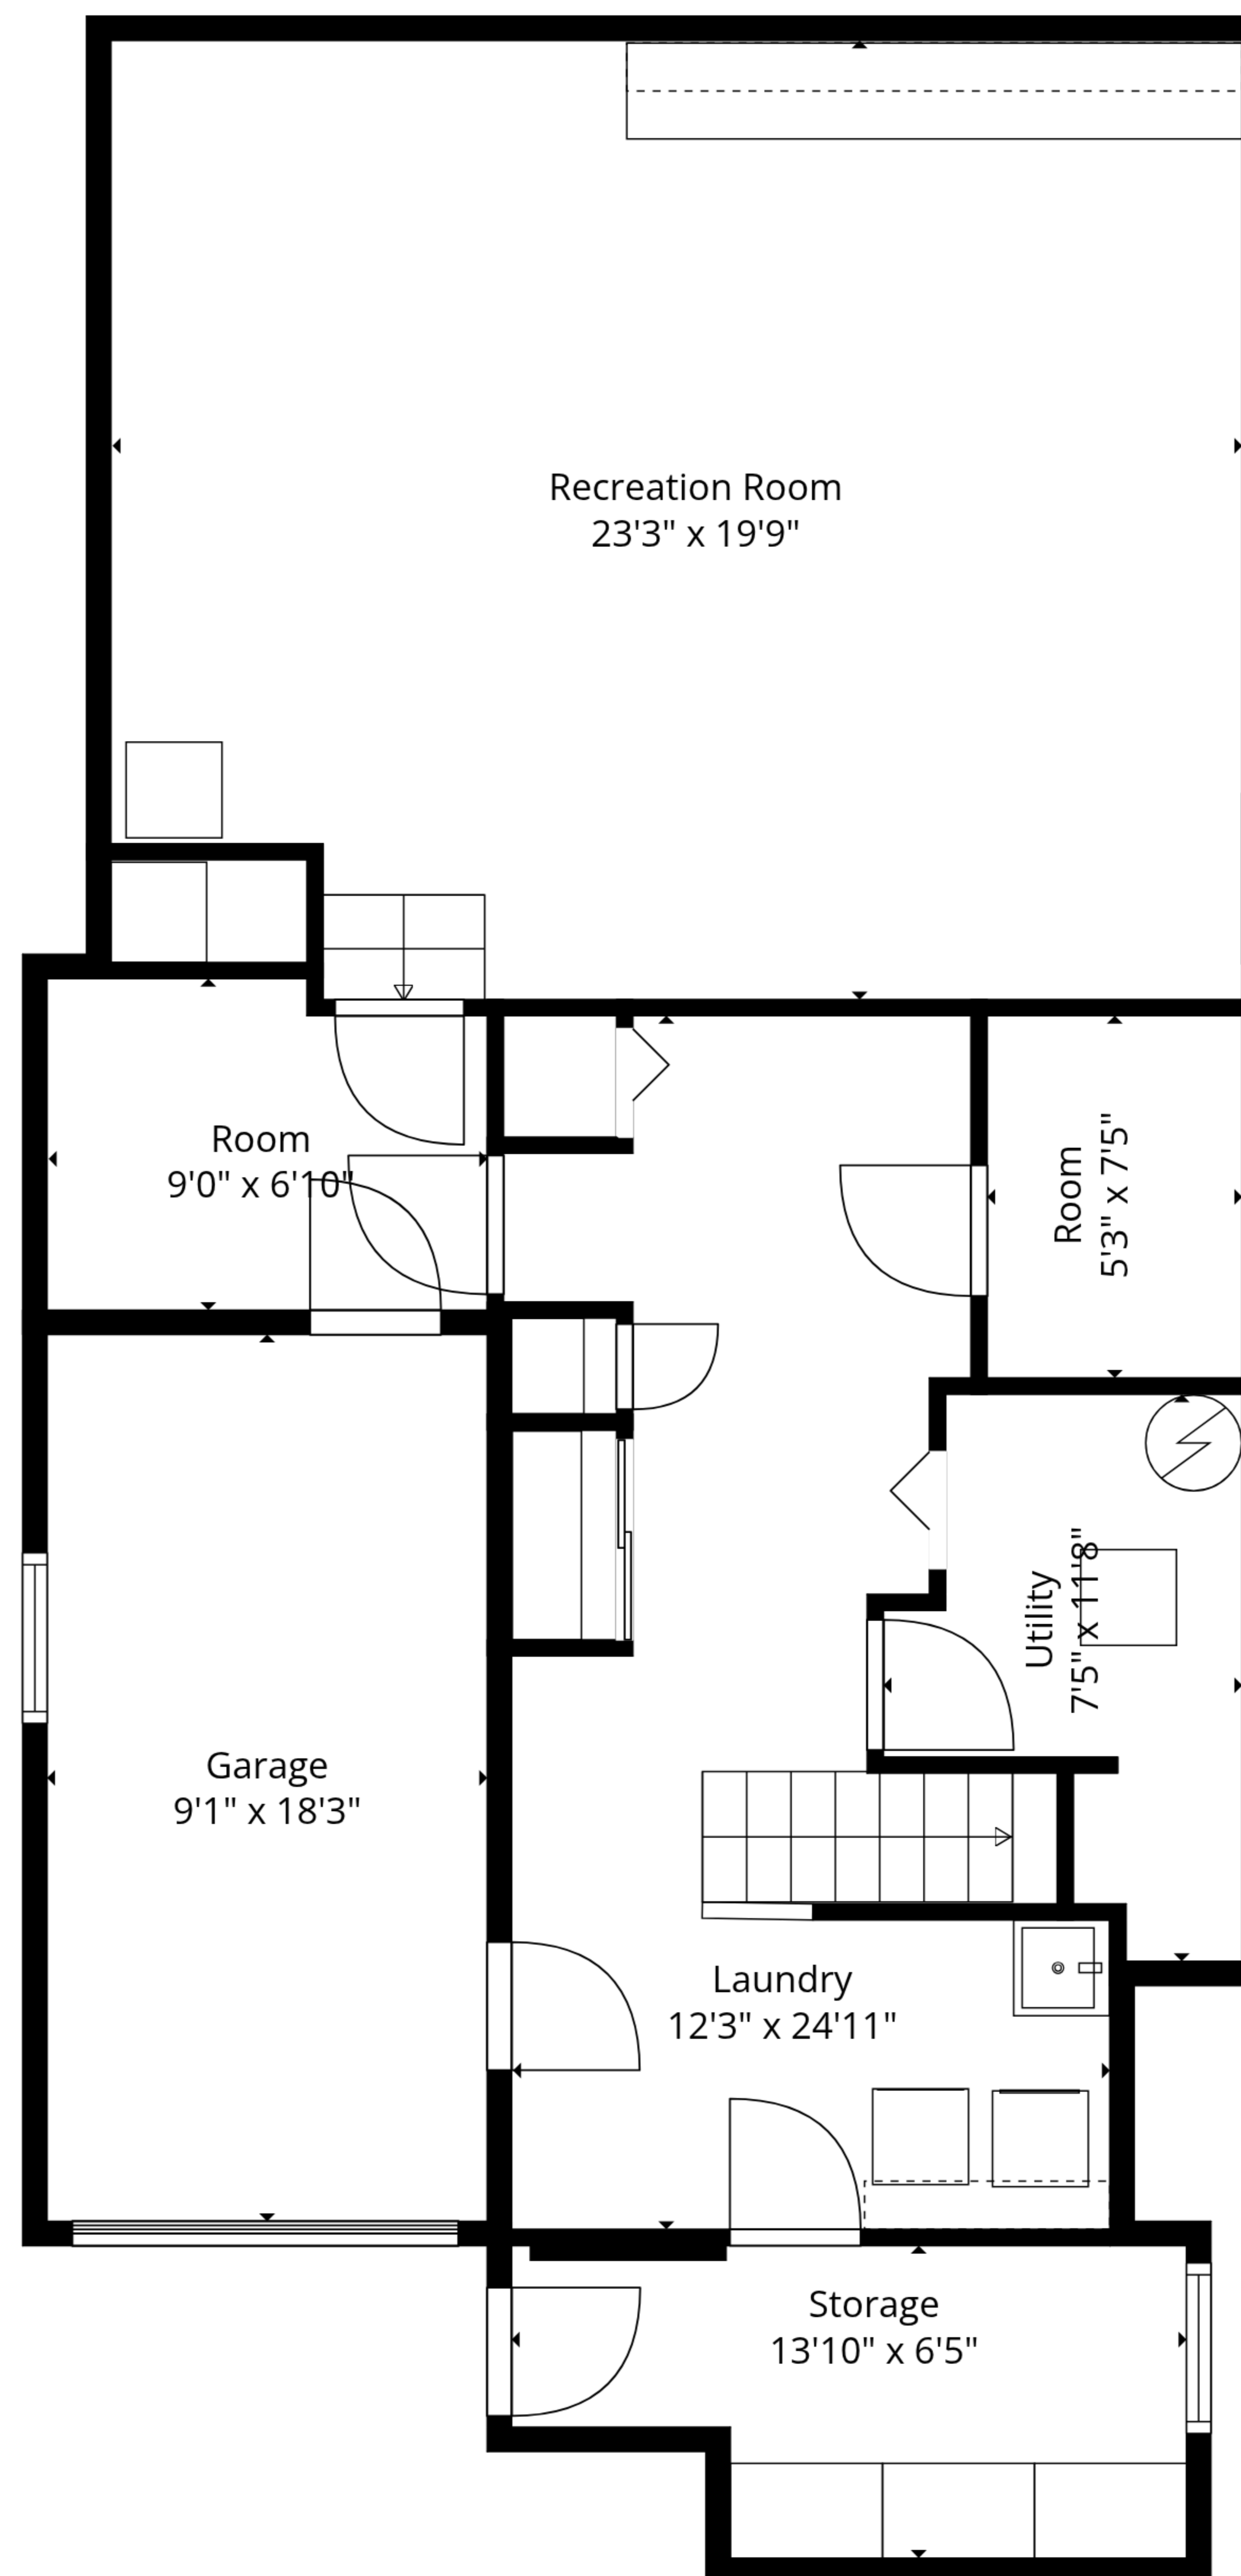 Recreation Room
23'3" x 19'9"
Room
9'0" x 6'10"
Room
5'3" x 7'5"
Utility
7'5" x 11'8"
Garage
9'1" x 18'3"
Laundry
12'3" x 24'11"
Storage
13'10" x 6'5"